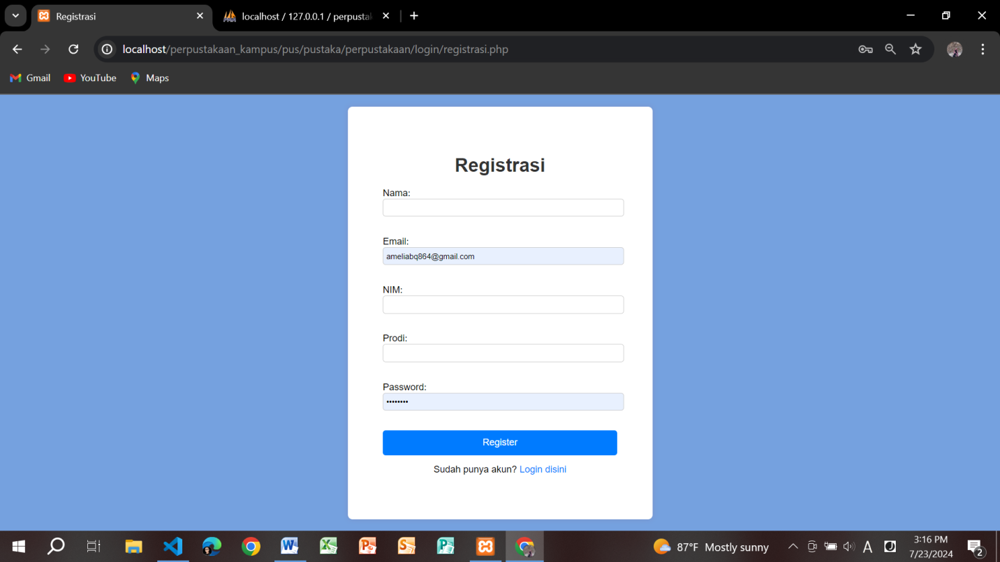 Registrasi
localhost / 127.0.0.1 / perpusta
localhost/perpustakaan_kampus/pus/pustaka/perpustakaan/login/registrasi.php
Gmail YouTube Maps
Registrasi
Nama:
Email:
ameliabq864@gmail.com
NIM:
Prodi:
Password:
Register
Sudah punya akun? Login disini
87°F Mostly sunny
A
3:16 PM
7/23/2024
2